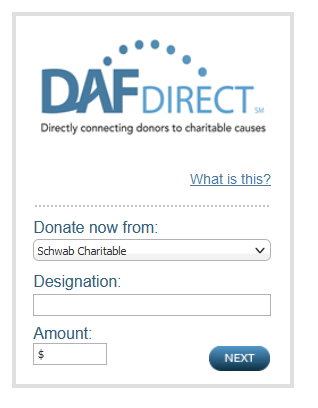 DAFDIRECT SM
Directly connecting donors to charitable causes
What is this?
Donate now from:
Schwab Charitable
Designation:
Amount:
$
NEXT